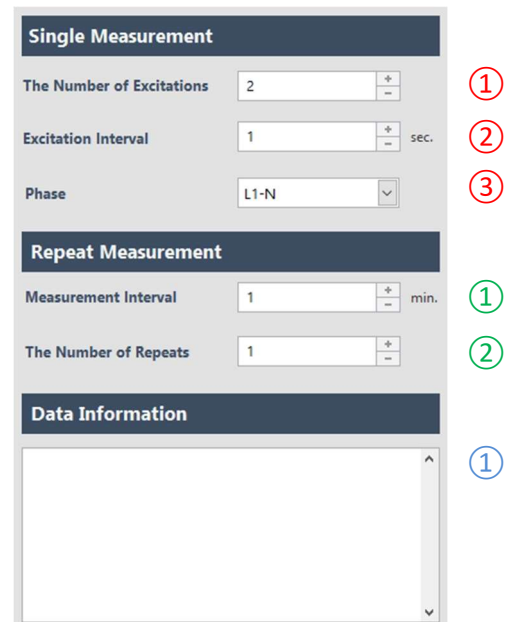 Single Measurement
The Number of Excitations 2 + - ①
Excitation Interval 1 + - sec. ②
Phase L1-N ③
Repeat Measurement
Measurement Interval 1 + - min. ①
The Number of Repeats 1 + - ②
Data Information
①